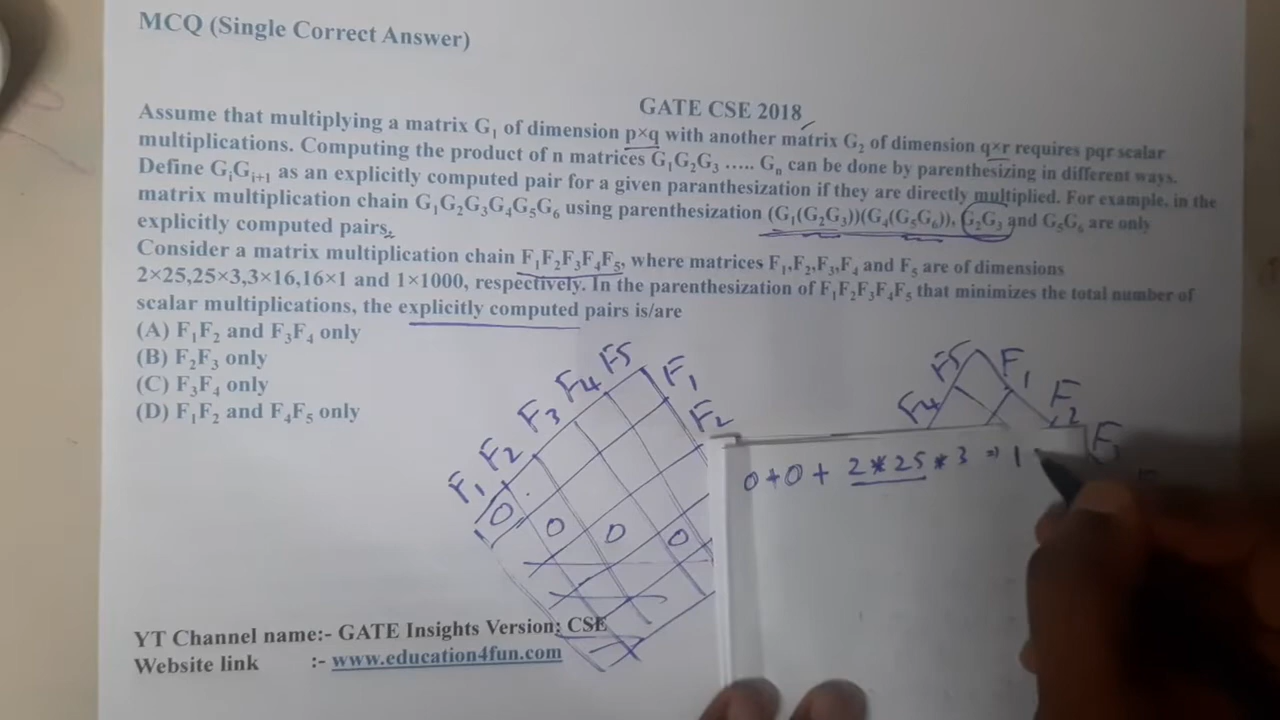 MCQ (Single Correct Answer)
GATE CSE 2018
Assume that multiplying a matrix G₁ of dimension p×q with another matrix G₂ of dimension q×r requires pqr scalar
multiplications. Computing the product of n matrices G₁G₂G₃ ..... Gₙ can be done by parenthesizing in different ways.
Define GᵢGᵢ₊₁ as an explicitly computed pair for a given paranthesization if they are directly multiplied. For example, in the
matrix multiplication chain G₁G₂G₃G₄G₅G₆ using parenthesization (G₁(G₂G₃))(G₄(G₅G₆)), G₂G₃ and G₅G₆ are only
explicitly computed pairs.
Consider a matrix multiplication chain F₁F₂F₃F₄F₅, where matrices F₁,F₂,F₃,F₄ and F₅ are of dimensions
2×25,25×3,3×16,16×1 and 1×1000, respectively. In the parenthesization of F₁F₂F₃F₄F₅ that minimizes the total number of
scalar multiplications, the explicitly computed pairs is/are
(A) F₁F₂ and F₃F₄ only
(B) F₂F₃ only
(C) F₃F₄ only
(D) F₁F₂ and F₄F₅ only
F₁ F₂ F₃ F₄ F5 F₁ F₂
0 0 0 0
F4 F5 F₁ F₂
0+0+ 2*25*3 ⇒ 1
YT Channel name:- GATE Insights Version: CSE
Website link :- www.education4fun.com